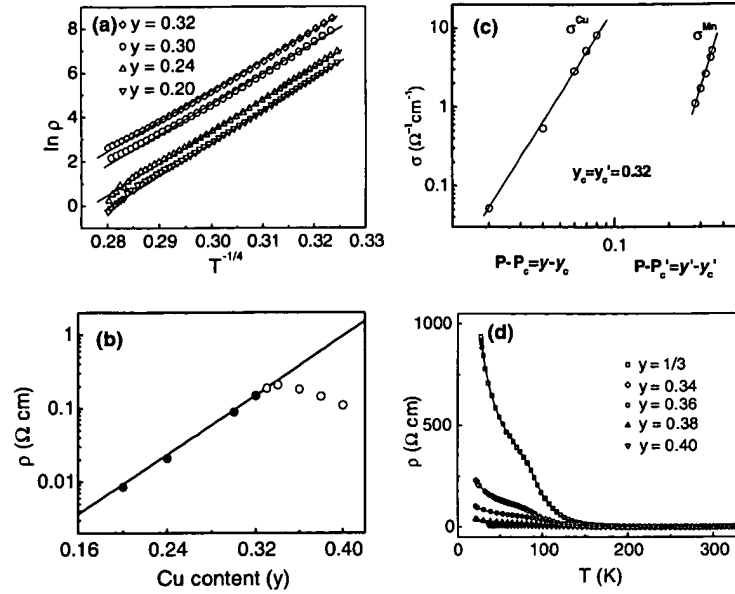 (a)
y = 0.32
y = 0.30
y = 0.24
y = 0.20
ln ρ
8
6
4
2
0
0.28 0.29 0.30 0.31 0.32 0.33
T^-1/4
(c)
σ^Cu
σ^Mn
σ (Ω^-1cm^-1)
10
1
0.1
y_c=y_c'=0.32
0.1
P-P_c=y-y_c
P-P_c'=y'-y_c'
(b)
ρ (Ω cm)
1
0.1
0.01
0.16 0.24 0.32 0.40
Cu content (y)
(d)
y = 1/3
y = 0.34
y = 0.36
y = 0.38
y = 0.40
ρ (Ω cm)
1000
500
0
0 100 200 300
T (K)